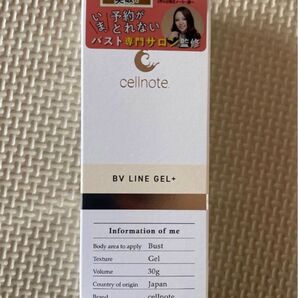 いま予約が
とれない
バスト専門サロン監修
cellnote.
BV LINE GEL+
Information of me
Body area to apply Bust
Texture Gel
Volume 30g
Country of origin Japan
Brand cellnote